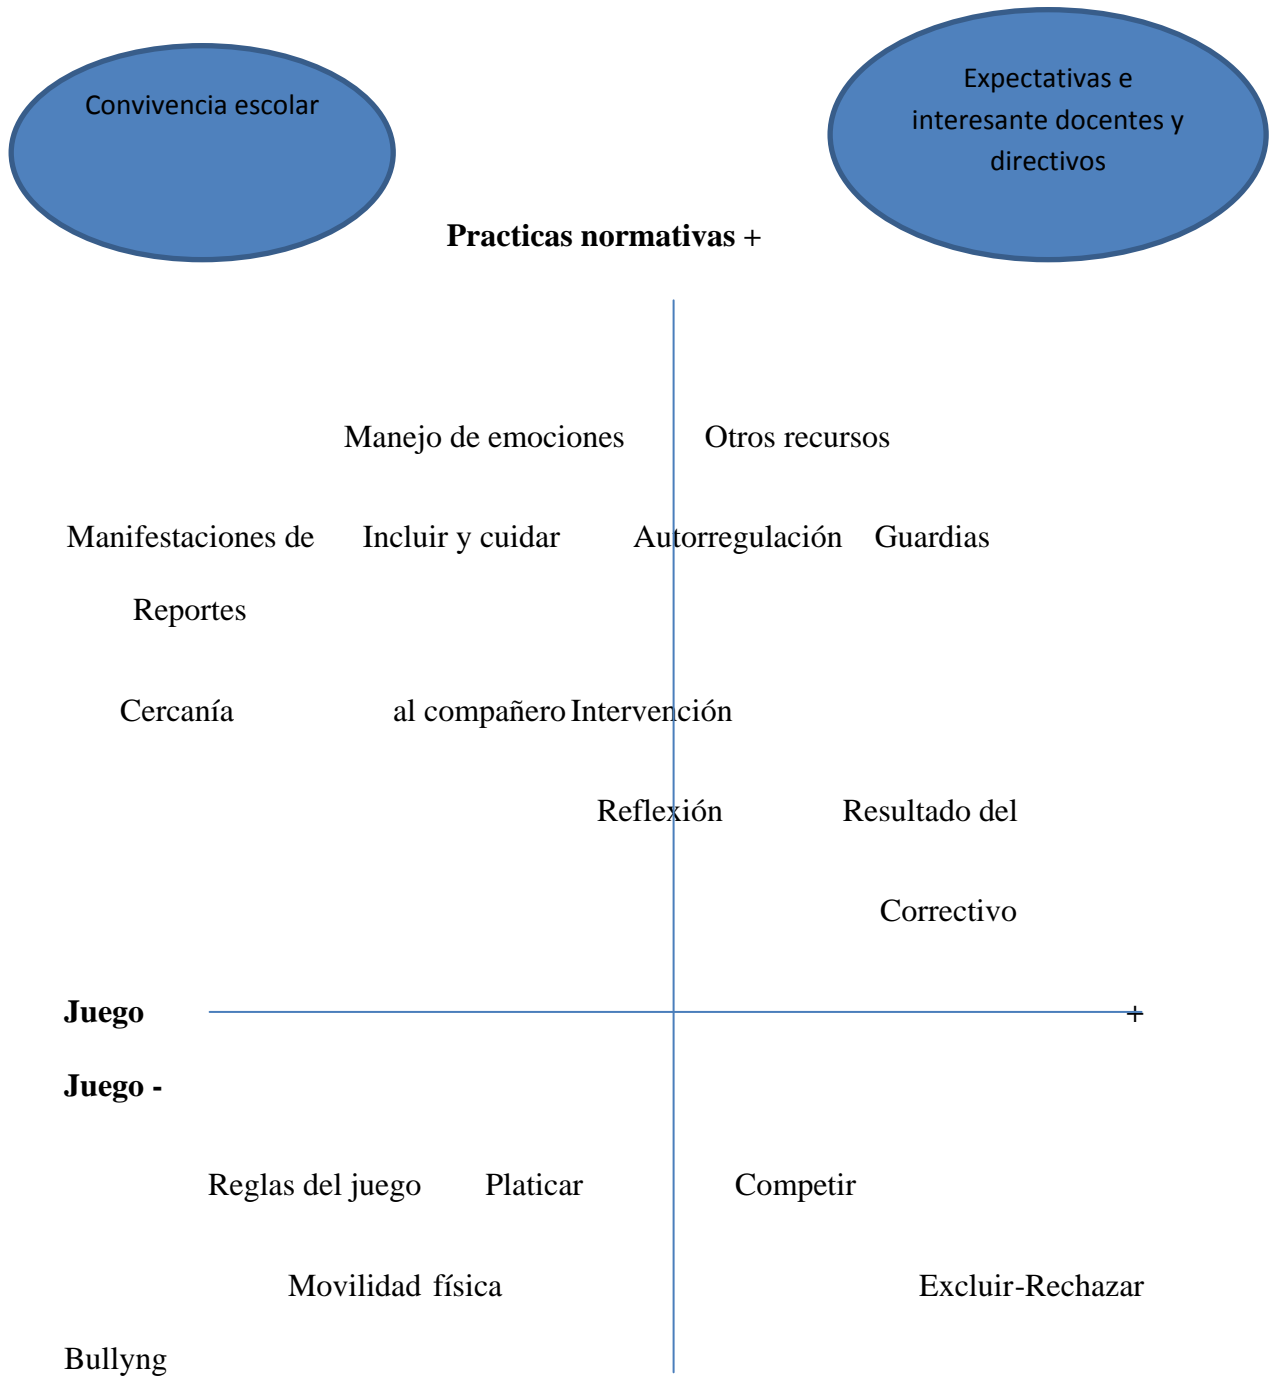 Convivencia escolar
Expectativas e
interesante docentes y
directivos
Practicas normativas +
Manejo de emociones Otros recursos
Manifestaciones de Incluir y cuidar Autorregulación Guardias
Reportes
Cercanía al compañero Intervención
Reflexión Resultado del
Correctivo
Juego +
Juego -
Reglas del juego Platicar Competir
Movilidad física Excluir-Rechazar
Bullyng